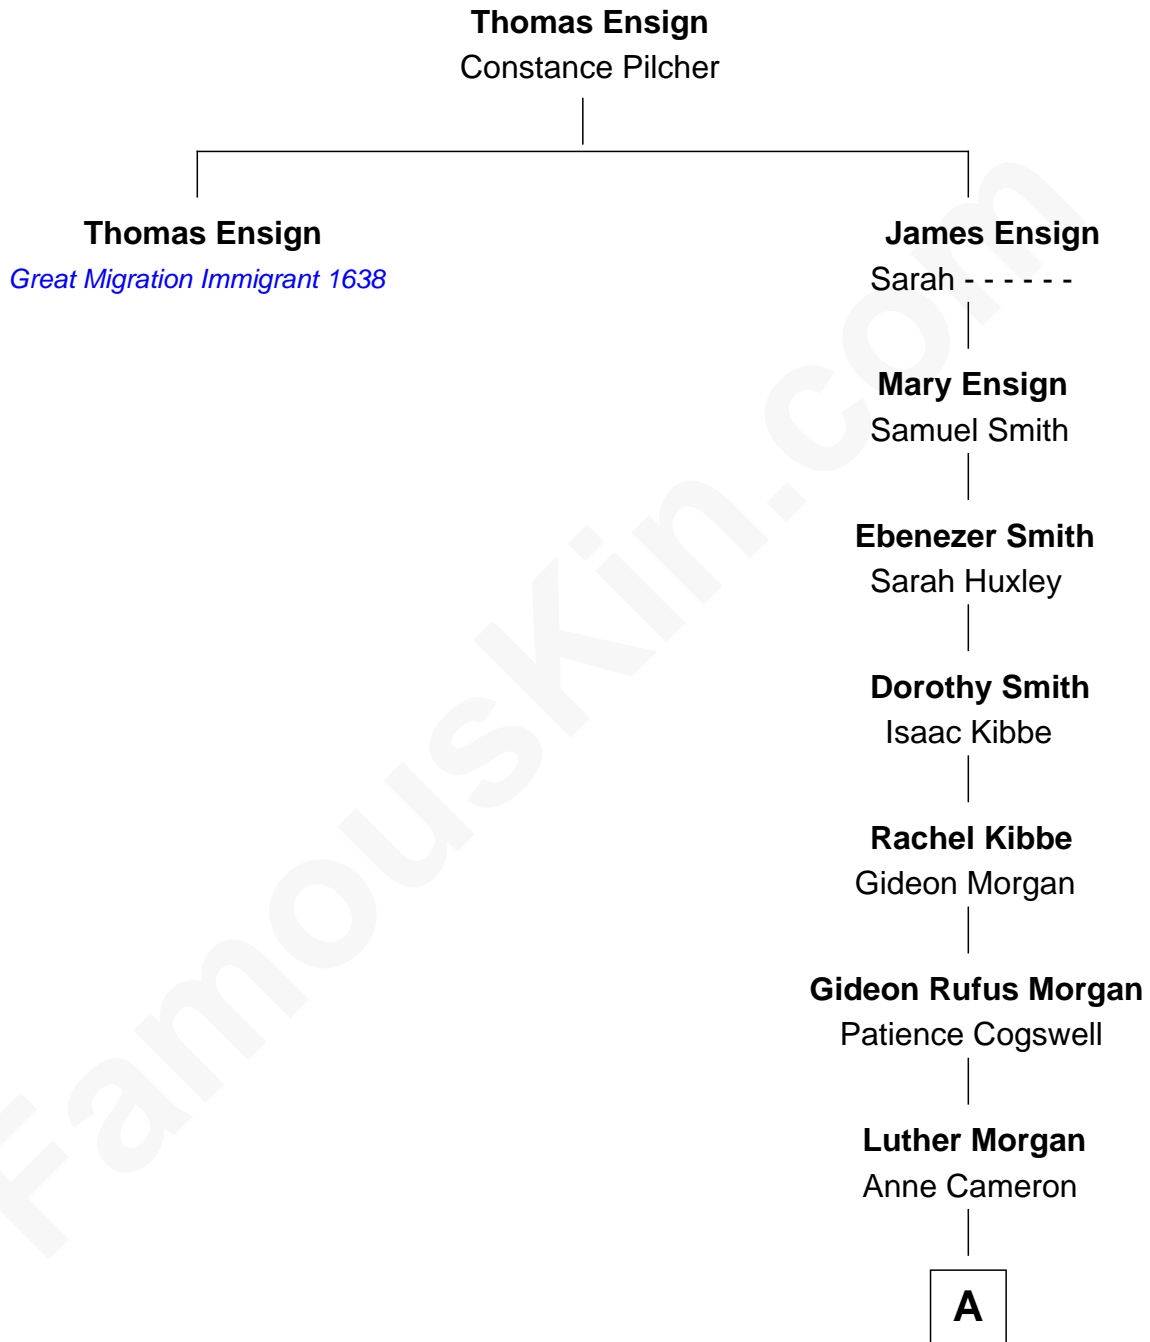 Thomas Ensign
Constance Pilcher
Thomas Ensign
Great Migration Immigrant 1638
James Ensign
Sarah - - - - - -
Mary Ensign
Samuel Smith
Ebenezer Smith
Sarah Huxley
Dorothy Smith
Isaac Kibbe
Rachel Kibbe
Gideon Morgan
Gideon Rufus Morgan
Patience Cogswell
Luther Morgan
Anne Cameron
A
FamousKin.com